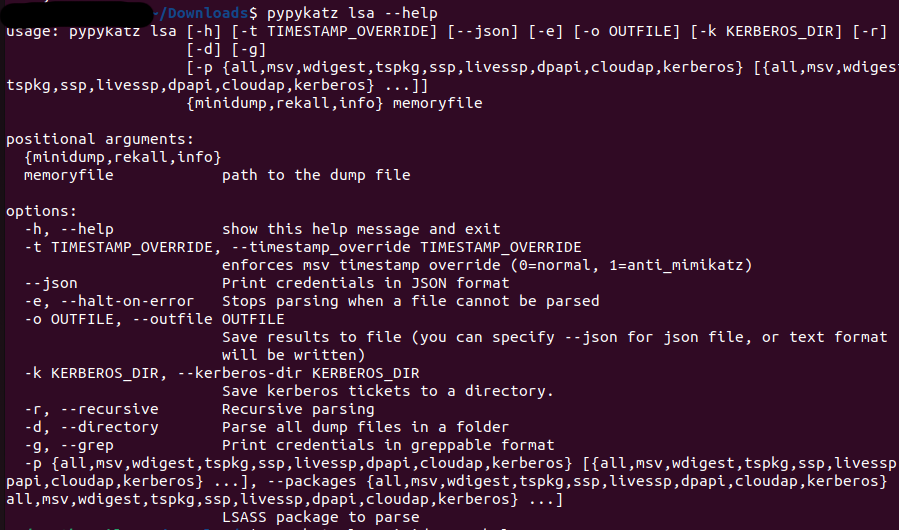 ~/Downloads$ pypykatz lsa --help
usage: pypykatz lsa [-h] [-t TIMESTAMP_OVERRIDE] [--json] [-e] [-o OUTFILE] [-k KERBEROS_DIR] [-r]
[-d] [-g]
[-p {all,msv,wdigest,tspkg,ssp,livessp,dpapi,cloudap,kerberos} [{all,msv,wdiges
tspkg,ssp,livessp,dpapi,cloudap,kerberos} ...]]
{minidump,rekall,info} memoryfile
positional arguments:
{minidump,rekall,info}
memoryfile path to the dump file
options:
-h, --help show this help message and exit
-t TIMESTAMP_OVERRIDE, --timestamp_override TIMESTAMP_OVERRIDE
enforces msv timestamp override (0=normal, 1=anti_mimikatz)
--json Print credentials in JSON format
-e, --halt-on-error Stops parsing when a file cannot be parsed
-o OUTFILE, --outfile OUTFILE
Save results to file (you can specify --json for json file, or text format
will be written)
-k KERBEROS_DIR, --kerberos-dir KERBEROS_DIR
Save kerberos tickets to a directory.
-r, --recursive Recursive parsing
-d, --directory Parse all dump files in a folder
-g, --grep Print credentials in greppable format
-p {all,msv,wdigest,tspkg,ssp,livessp,dpapi,cloudap,kerberos} [{all,msv,wdigest,tspkg,ssp,livessp
papi,cloudap,kerberos} ...], --packages {all,msv,wdigest,tspkg,ssp,livessp,dpapi,cloudap,kerberos}
all,msv,wdigest,tspkg,ssp,livessp,dpapi,cloudap,kerberos} ...]
LSASS package to parse